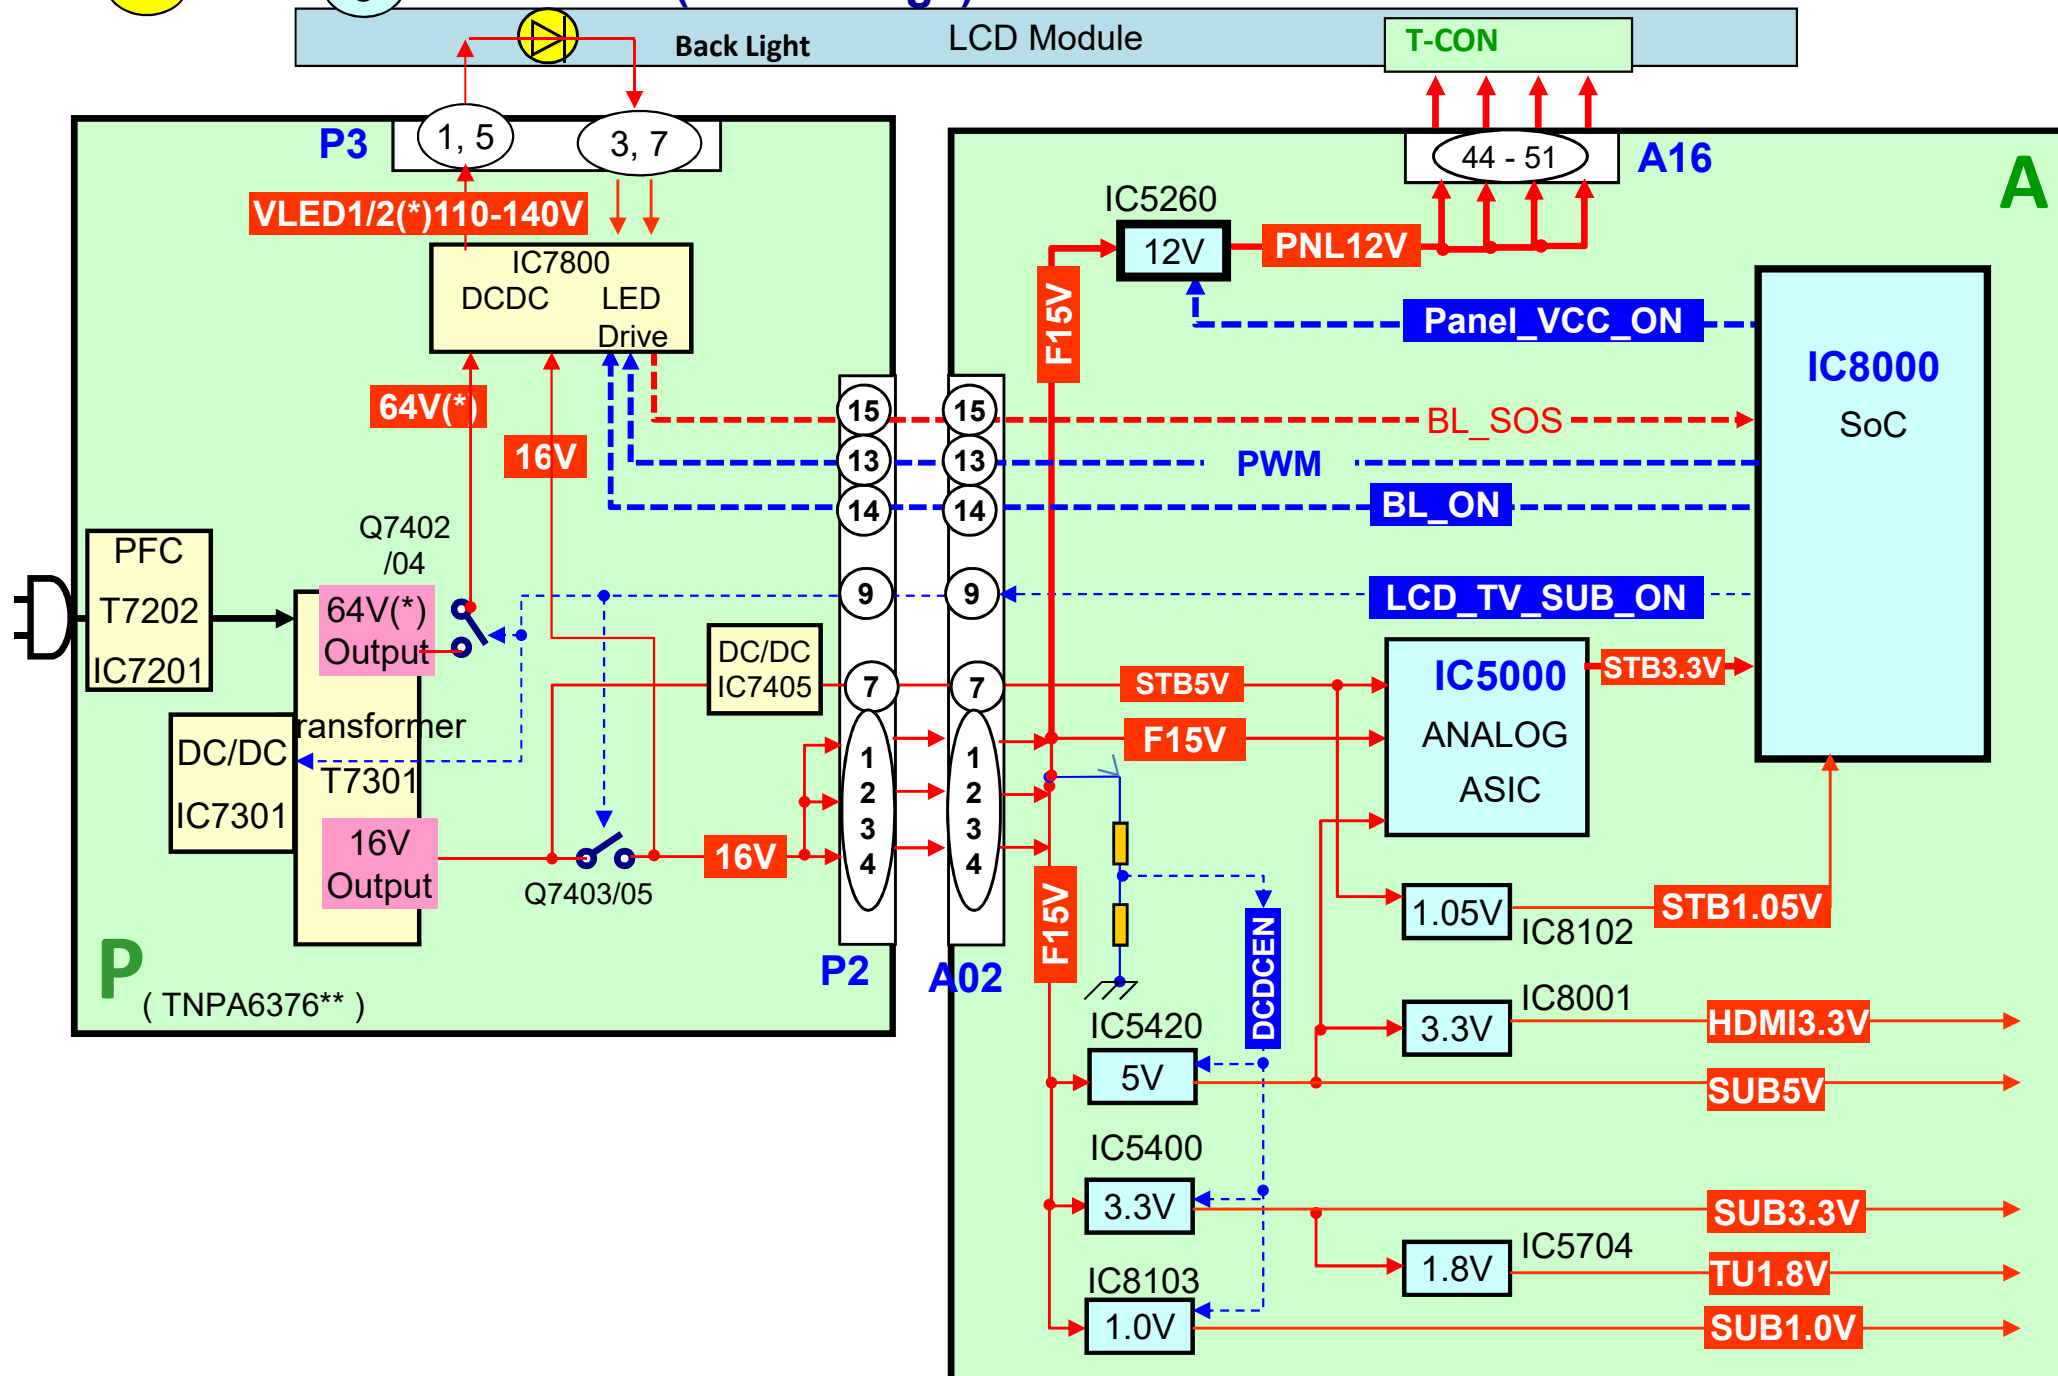 Back Light
LCD Module
T-CON
P3
1, 5
3, 7
44 - 51
A16
A
VLED1/2(*)110-140V
IC5260
12V
PNL12V
IC7800
DCDC LED
Drive
F15V
Panel_VCC_ON
IC8000
SoC
64V(*)
16V
15
15
BL_SOS
13
13
PWM
14
14
BL_ON
Q7402
/04
PFC
T7202
IC7201
64V(*)
Output
9
9
LCD_TV_SUB_ON
DC/DC
IC7405
7
7
STB5V
IC5000
ANALOG
ASIC
STB3.3V
ransformer
T7301
DC/DC
IC7301
1
2
3
4
1
2
3
4
F15V
16V
Output
Q7403/05
16V
F15V
DCDCEN
1.05V
IC8102
STB1.05V
P
( TNPA6376** )
P2
A02
IC5420
5V
IC8001
3.3V
HDMI3.3V
SUB5V
IC5400
3.3V
SUB3.3V
IC5704
1.8V
TU1.8V
IC8103
1.0V
SUB1.0V